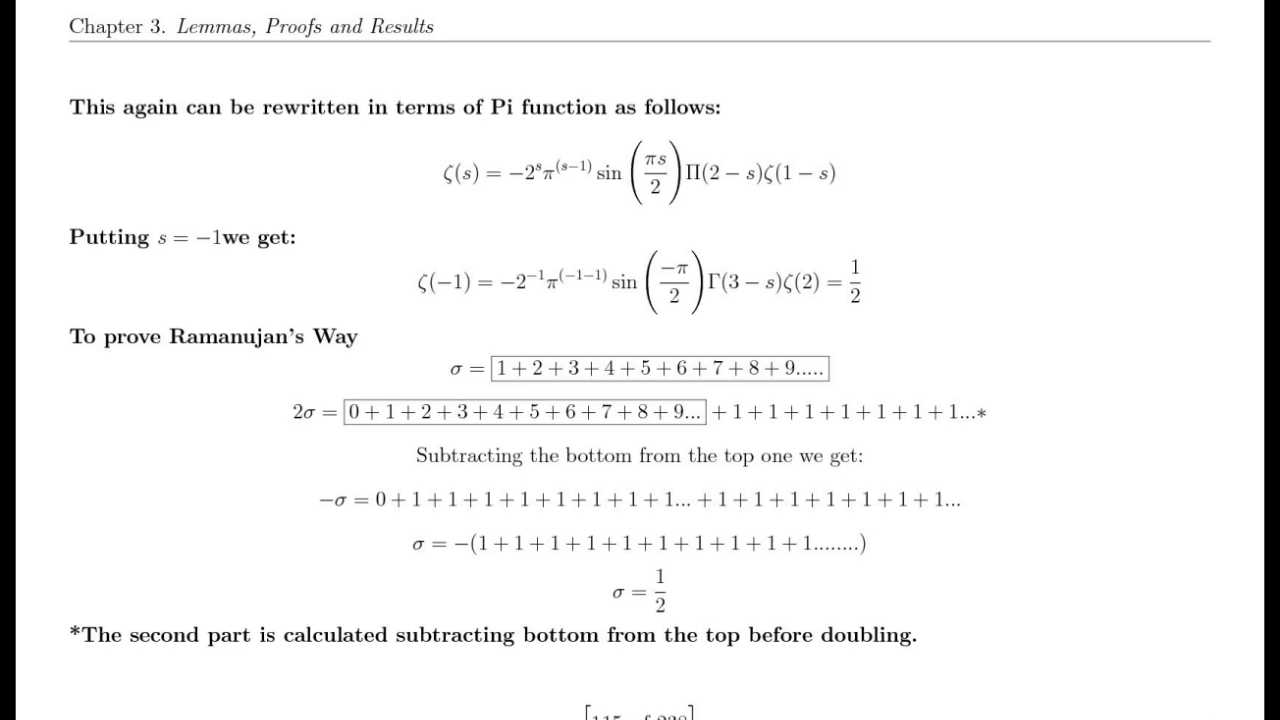 Chapter 3. Lemmas, Proofs and Results
This again can be rewritten in terms of Pi function as follows:
ζ(s) = −2^s π^(s−1) sin(πs/2) Π(2 − s)ζ(1 − s)
Putting s = −1we get:
ζ(−1) = −2^−1 π^(−1−1) sin(−π/2) Γ(3 − s)ζ(2) = 1/2
To prove Ramanujan's Way
σ = 1 + 2 + 3 + 4 + 5 + 6 + 7 + 8 + 9.....
2σ = 0 + 1 + 2 + 3 + 4 + 5 + 6 + 7 + 8 + 9... + 1 + 1 + 1 + 1 + 1 + 1 + 1...*
Subtracting the bottom from the top one we get:
−σ = 0 + 1 + 1 + 1 + 1 + 1 + 1 + 1 + 1... + 1 + 1 + 1 + 1 + 1 + 1 + 1...
σ = −(1 + 1 + 1 + 1 + 1 + 1 + 1 + 1 + 1 + 1........)
σ = 1/2
*The second part is calculated subtracting bottom from the top before doubling.